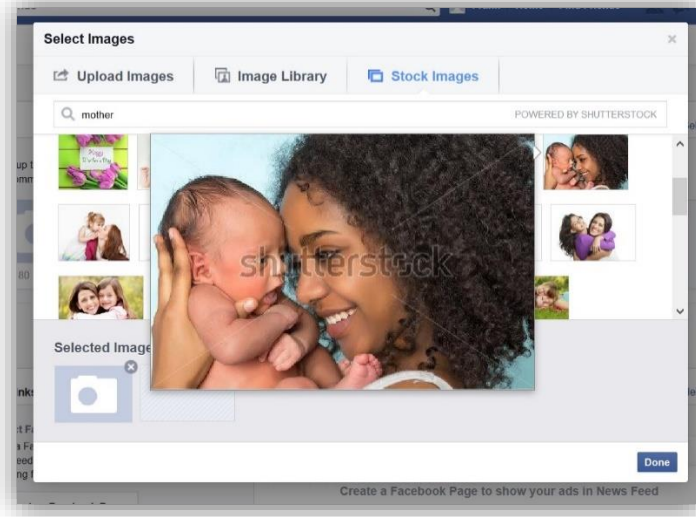 Select Images
×
Upload Images
Image Library
Stock Images
mother
POWERED BY SHUTTERSTOCK
shutterstock
80
Selected Image
Done
Create a Facebook Page to show your ads in News Feed